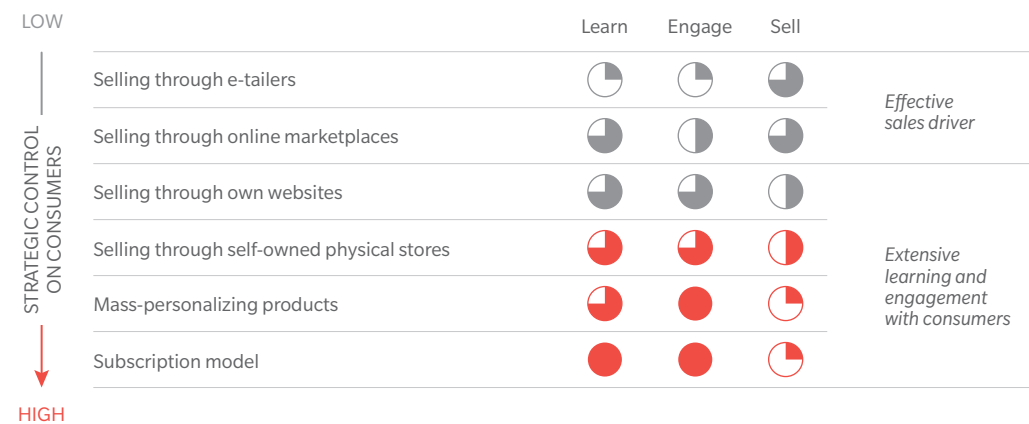 LOW
Learn Engage Sell
Selling through e-tailers
Effective
sales driver
Selling through online marketplaces
STRATEGIC CONTROL
ON CONSUMERS
Selling through own websites
Selling through self-owned physical stores
Extensive
learning and
engagement
with consumers
Mass-personalizing products
Subscription model
HIGH